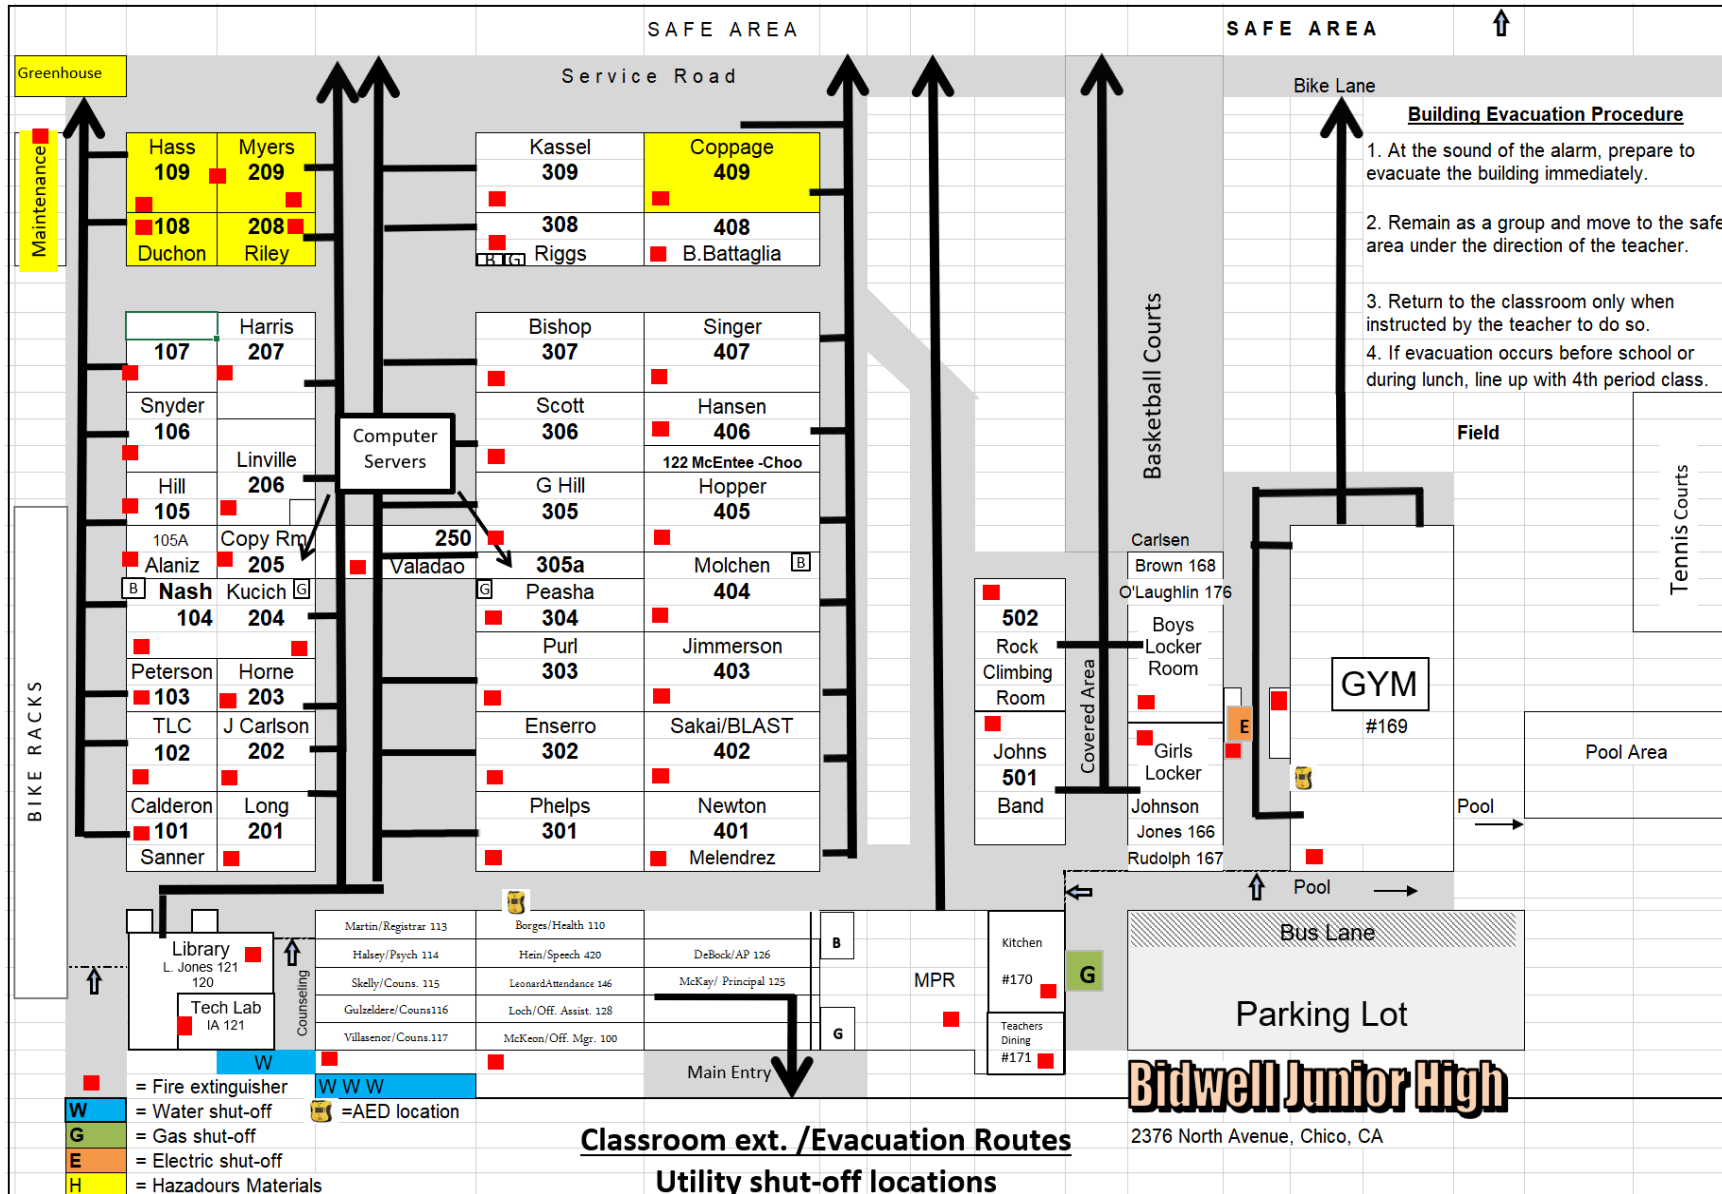 SAFE AREA
SAFE AREA
Greenhouse
Service Road
Bike Lane
Building Evacuation Procedure
1. At the sound of the alarm, prepare to
evacuate the building immediately.
2. Remain as a group and move to the safe
area under the direction of the teacher.
3. Return to the classroom only when
instructed by the teacher to do so.
4. If evacuation occurs before school or
during lunch, line up with 4th period class.
Maintenance
Hass
109
Myers
209
108
Duchon
208
Riley
Kassel
309
Coppage
409
308
B G Riggs
408
B.Battaglia
107
Harris
207
Bishop
307
Singer
407
Snyder
106
Linville
206
Computer
Servers
Scott
306
Hansen
406
122 McEntee -Choo
Hill
105
G Hill
305
Hopper
405
105A
Alaniz
Copy Rm
205
250
Valadao
305a
Molchen B
404
B Nash
104
Kucich G
204
G Peasha
304
Peterson
103
Horne
203
Purl
303
Jimmerson
403
TLC
102
J Carlson
202
Enserro
302
Sakai/BLAST
402
Calderon
101
Sanner
Long
201
Phelps
301
Newton
401
Melendrez
BIKE RACKS
Basketball Courts
Field
Tennis Courts
Carlsen
Brown 168
O'Laughlin 176
Boys
Locker
Room
502
Rock
Climbing
Room
Covered Area
Johns
501
Band
Girls
Locker
Johnson
Jones 166
Rudolph 167
E
GYM
#169
Pool Area
Pool
Pool
Library
L. Jones 121
120
Tech Lab
IA 121
Counseling
Martin/Registrar 113
Halsey/Psych 114
Skelly/Couns. 115
Gulzeldere/Couns116
Villasenor/Couns.117
Borges/Health 110
Hein/Speech 420
LeonardAttendance 146
Loch/Off. Assist. 128
McKeon/Off. Mgr. 100
DeBock/AP 126
McKay/ Principal 125
B
G
MPR
Kitchen
#170
Teachers
Dining
#171
G
Bus Lane
Parking Lot
W
W W W
Main Entry
= Fire extinguisher
W = Water shut-off
=AED location
G = Gas shut-off
E = Electric shut-off
H = Hazadours Materials
Classroom ext. /Evacuation Routes
Utility shut-off locations
Bidwell Junior High
2376 North Avenue, Chico, CA